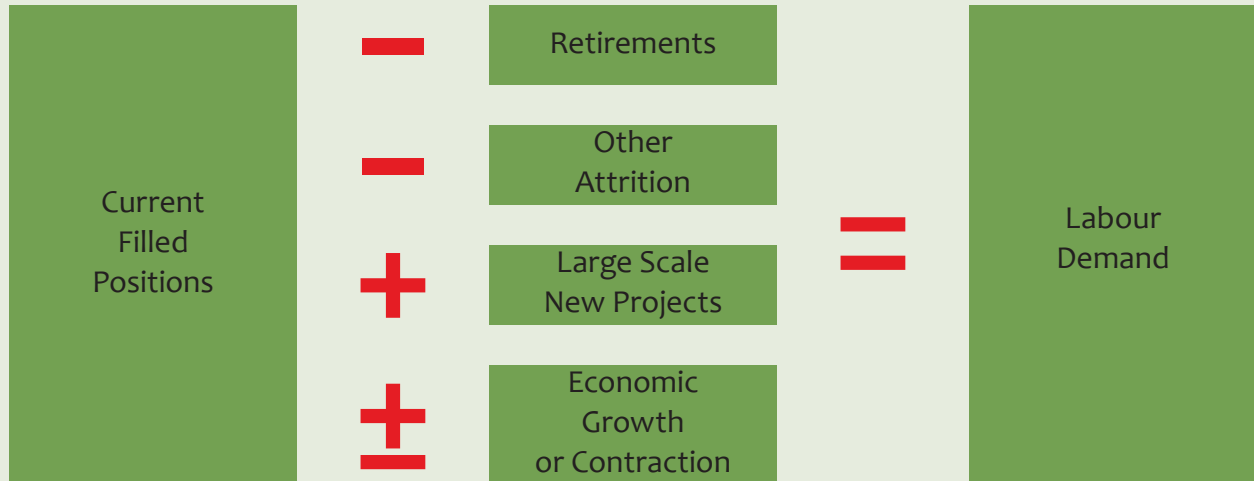 Current
Filled
Positions
−
Retirements
−
Other
Attrition
+
Large Scale
New Projects
±
Economic
Growth
or Contraction
=
Labour
Demand